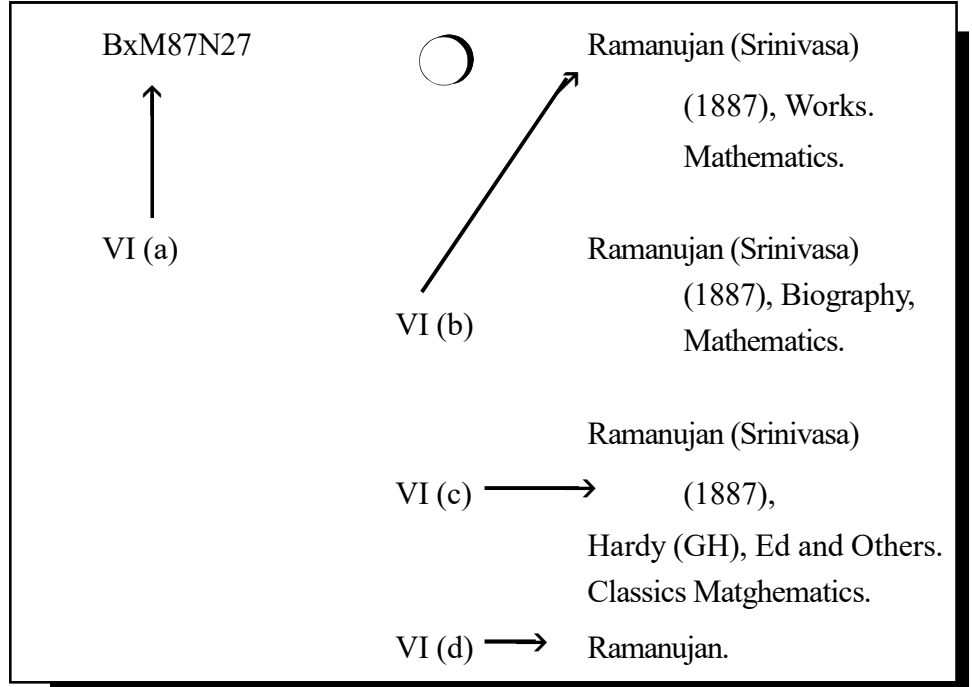 BxM87N27
Ramanujan (Srinivasa)
(1887), Works.
Mathematics.
VI (a)
Ramanujan (Srinivasa)
(1887), Biography,
VI (b)
Mathematics.
Ramanujan (Srinivasa)
VI (c)
(1887),
Hardy (GH), Ed and Others.
Classics Matghematics.
VI (d)
Ramanujan.